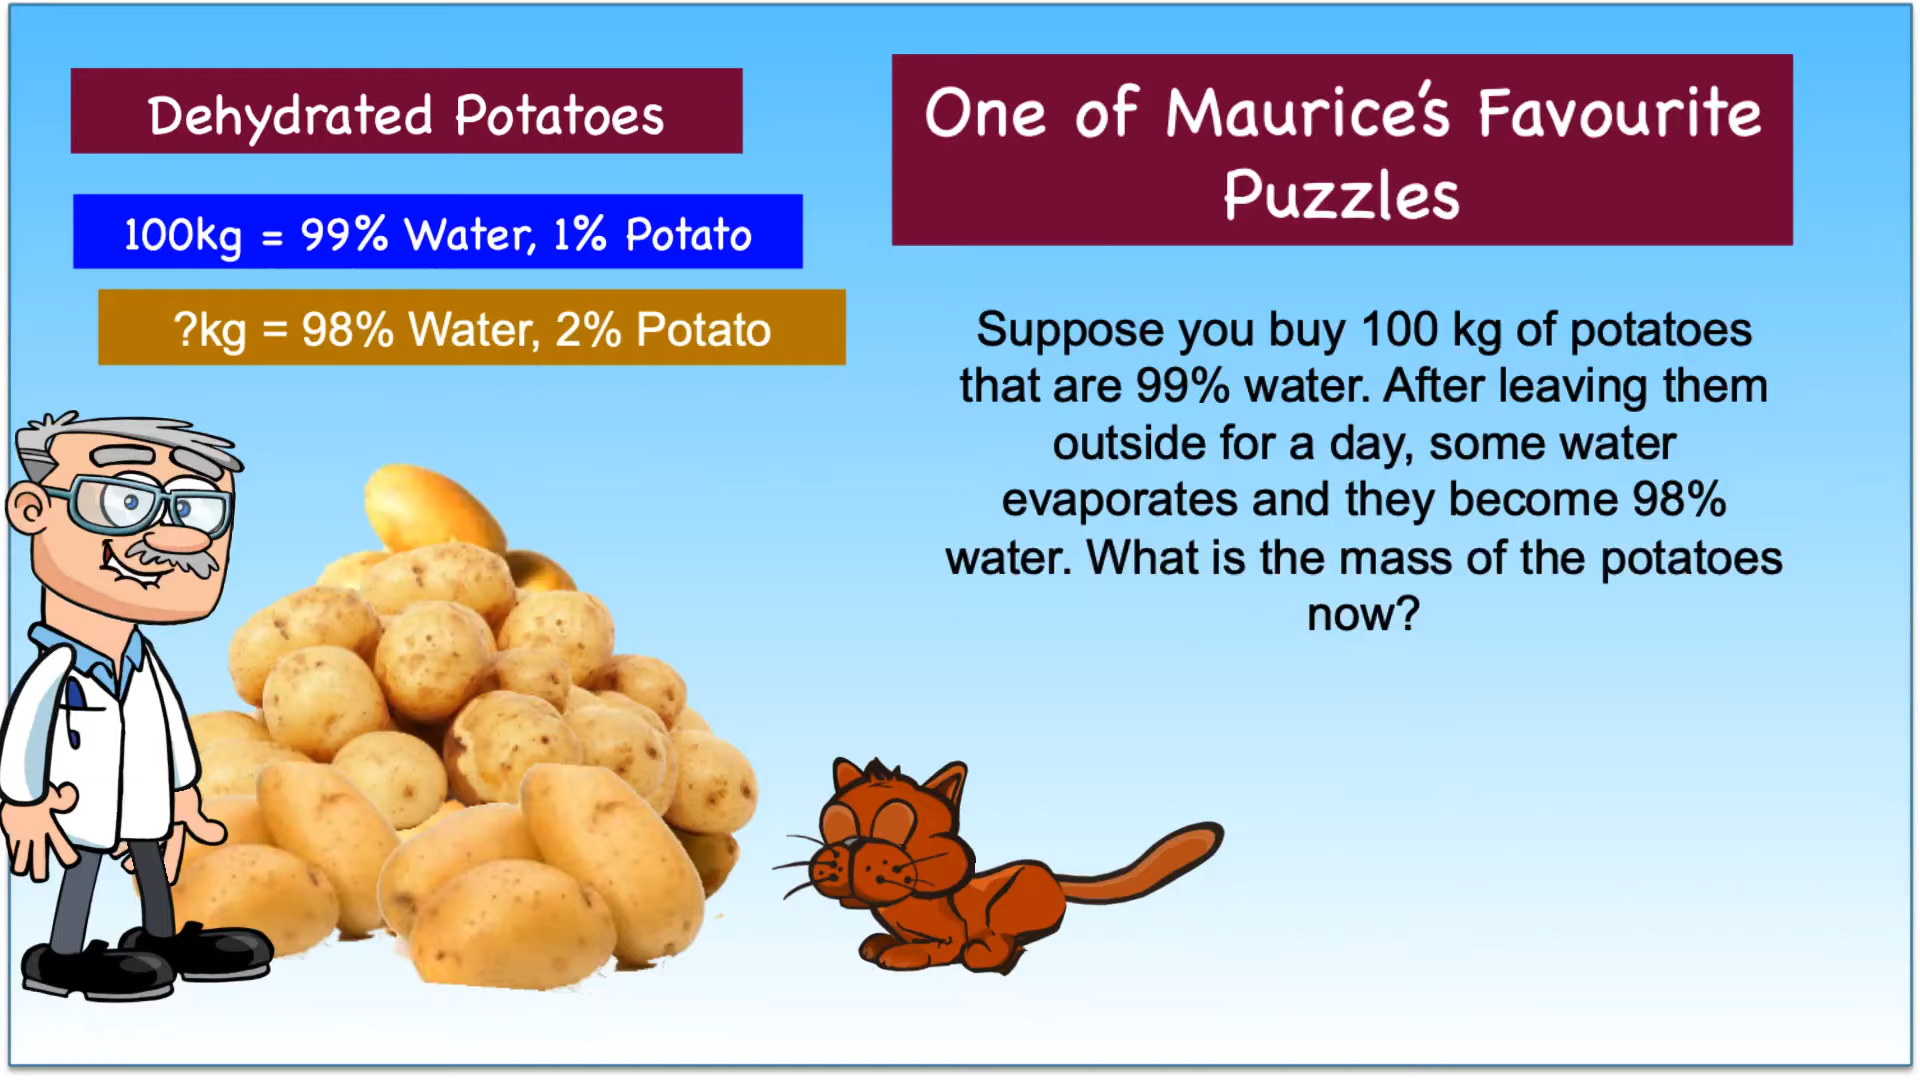 Dehydrated Potatoes
100kg = 99% Water, 1% Potato
?kg = 98% Water, 2% Potato
One of Maurice's Favourite
Puzzles
Suppose you buy 100 kg of potatoes
that are 99% water. After leaving them
outside for a day, some water
evaporates and they become 98%
water. What is the mass of the potatoes
now?